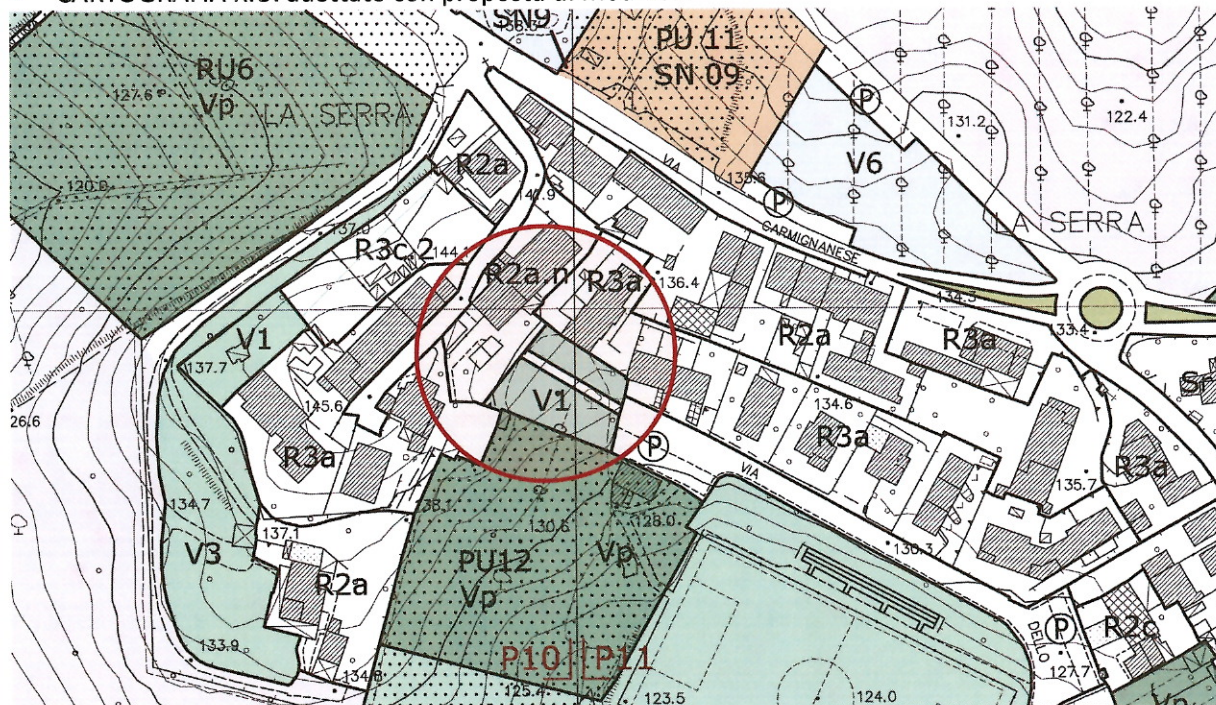 SN9
PU 11
SN 09
RU6
Vp
127.6
LA SERRA
131.2
122.4
P
V6
R2a
VIA
135.6
P
120.0
141.9
137.0
LA SERRA
CARMIGNANESE
R3c.2
144.1
R2a.n
R3a
136.4
134.3
133.4
V1
R2a
R3a
137.7
145.6
V1
134.6
R3a
P
R3a
VIA
R3a
135.7
134.7
138.1
137.1
130.6
128.0
V3
PU12
Vp
Vp
130.3
R2a
P
R2c
DELLO
133.9
P10
P11
127.7
134.8
125.4
123.5
124.0
Vp